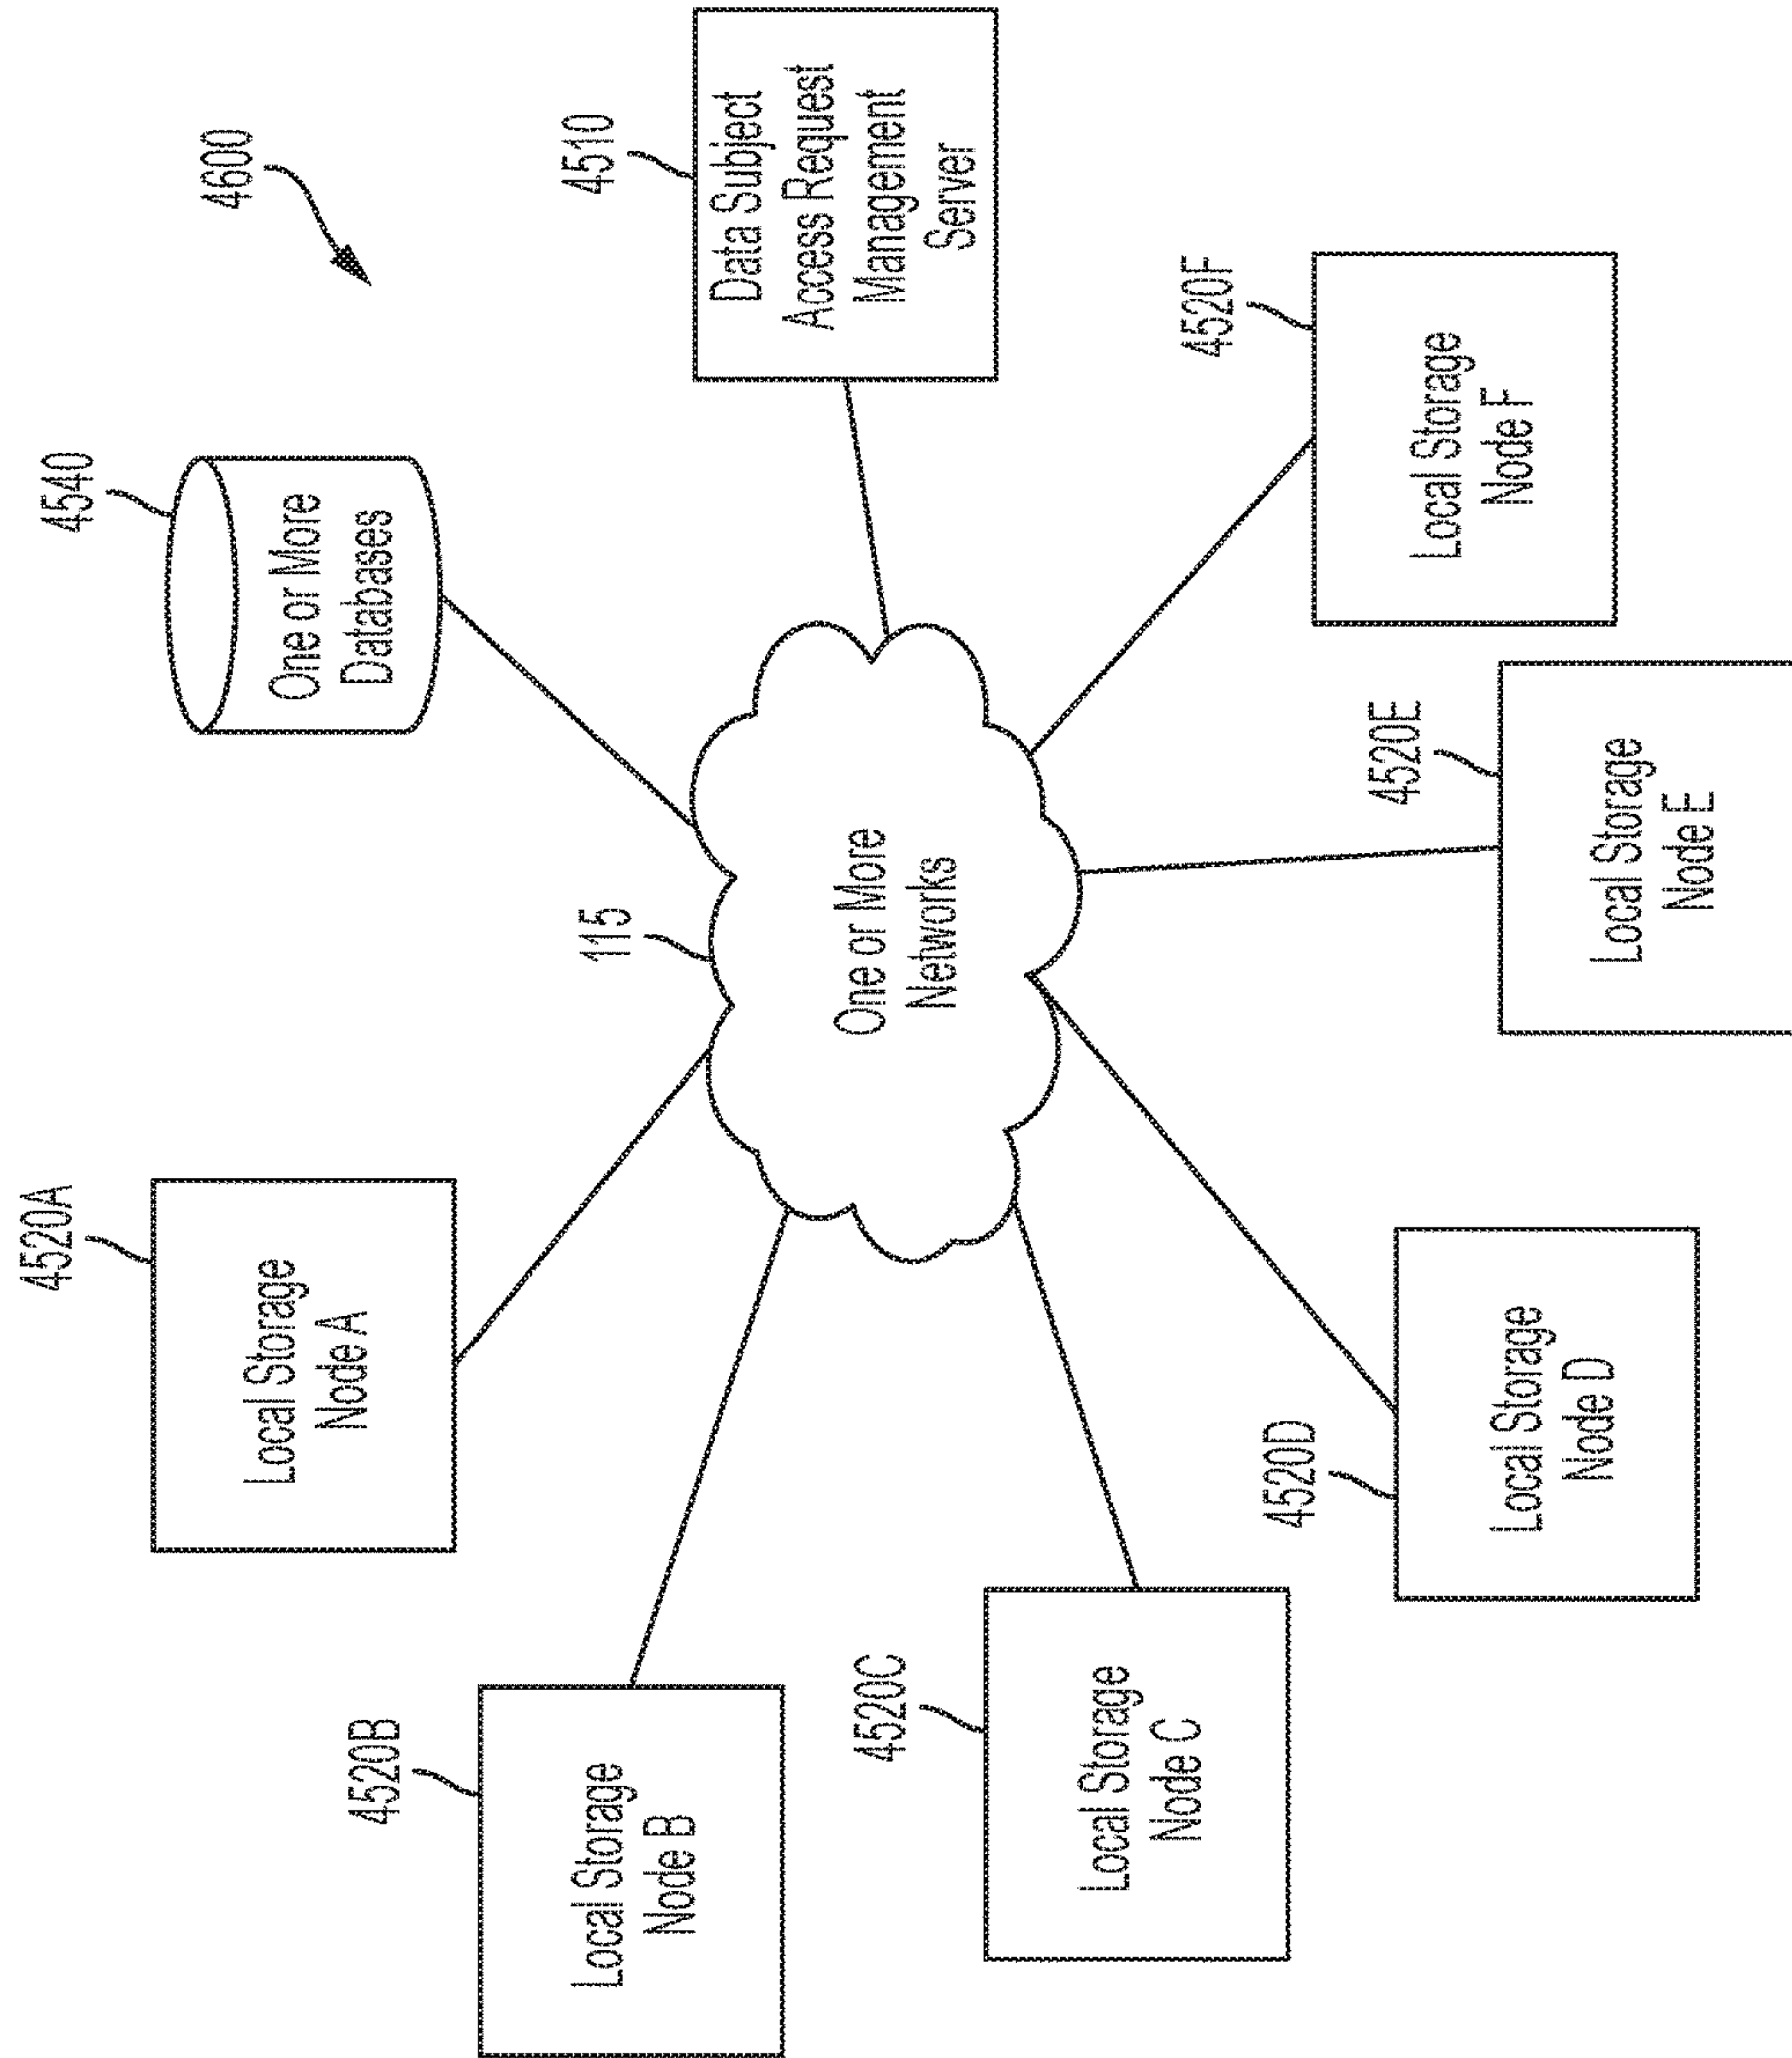 4600
4540
One or More
Databases
4510
Data Subject
Access Request
Management
Server
4520A
Local Storage
Node A
115
One or More
Networks
4520B
Local Storage
Node B
4520C
Local Storage
Node C
4520D
Local Storage
Node D
4520E
Local Storage
Node E
4520F
Local Storage
Node F